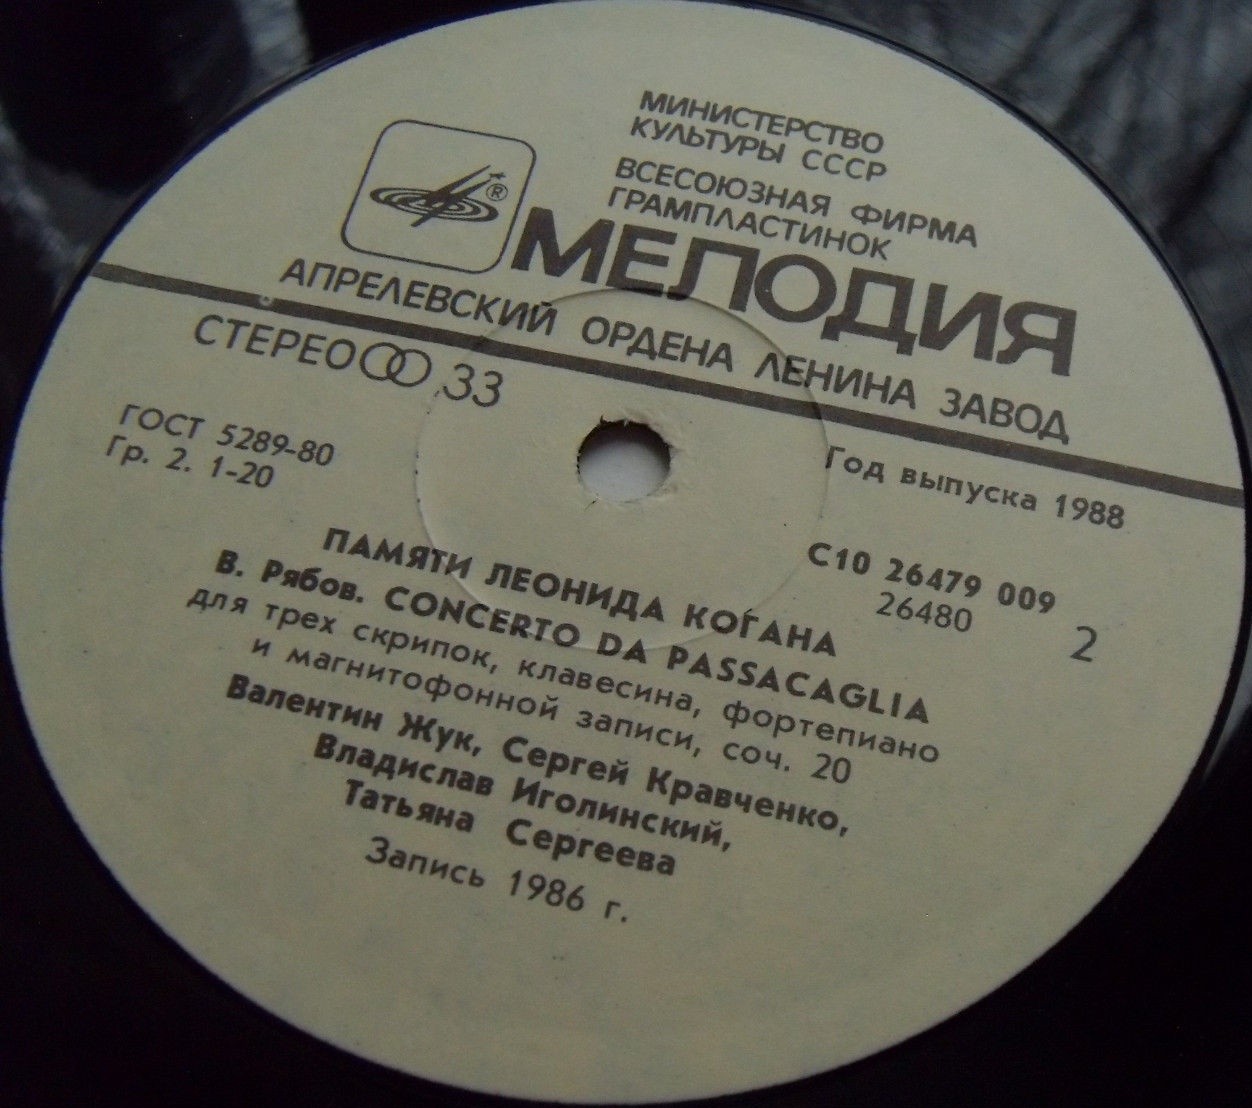 МИНИСТЕРСТВО
КУЛЬТУРЫ СССР
ВСЕСОЮЗНАЯ ФИРМА
ГРАМПЛАСТИНОК
®
МЕЛОДИЯ
АПРЕЛЕВСКИЙ ОРДЕНА ЛЕНИНА ЗАВОД
СТЕРЕО 33
ГОСТ 5289-80
Гр. 2. 1-20
Год выпуска 1988
С10 26479 009
26480
2
ПАМЯТИ ЛЕОНИДА КОГАНА
В. Рябов. CONCERTO DA PASSACAGLIA
для трех скрипок, клавесина, фортепиано
и магнитофонной записи, соч. 20
Валентин Жук, Сергей Кравченко,
Владислав Иголинский,
Татьяна Сергеева
Запись 1986 г.